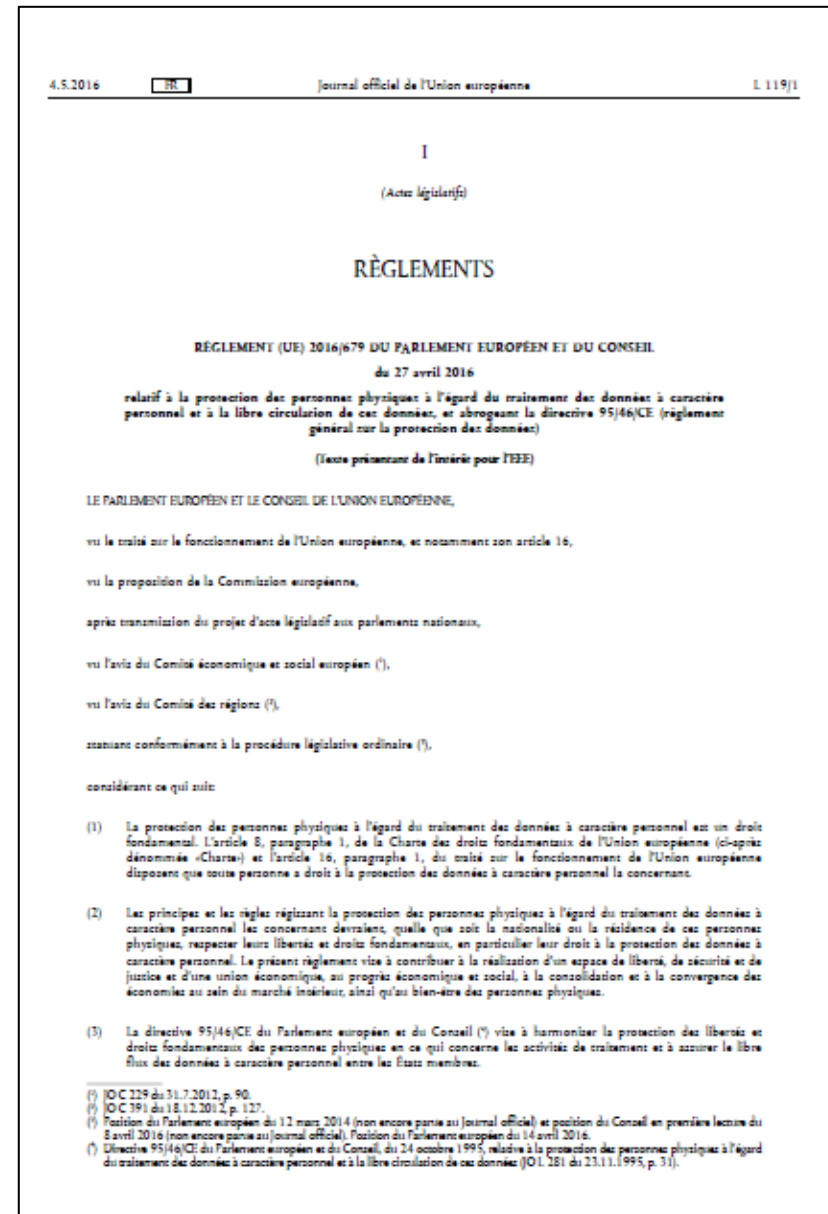 4.5.2016 FR Journal officiel de l'Union européenne L 119/1
I
(Actes législatifs)
RÈGLEMENTS
RÈGLEMENT (UE) 2016/679 DU PARLEMENT EUROPÉEN ET DU CONSEIL
du 27 avril 2016
relatif à la protection des personnes physiques à l'égard du traitement des données à caractère
personnel et à la libre circulation de ces données, et abrogeant la directive 95/46/CE (règlement
général sur la protection des données)
(Texte présentant de l'intérêt pour l'EEE)
LE PARLEMENT EUROPÉEN ET LE CONSEIL DE L'UNION EUROPÉENNE,
vu le traité sur le fonctionnement de l'Union européenne, et notamment son article 16,
vu la proposition de la Commission européenne,
après transmission du projet d'acte législatif aux parlements nationaux,
vu l'avis du Comité économique et social européen (¹),
vu l'avis du Comité des régions (²),
statuant conformément à la procédure législative ordinaire (³),
considérant ce qui suit:
(1) La protection des personnes physiques à l'égard du traitement des données à caractère personnel est un droit
fondamental. L'article 8, paragraphe 1, de la Charte des droits fondamentaux de l'Union européenne (ci-après
dénommée «Charte») et l'article 16, paragraphe 1, du traité sur le fonctionnement de l'Union européenne
disposent que toute personne a droit à la protection des données à caractère personnel la concernant.
(2) Les principes et les règles régissant la protection des personnes physiques à l'égard du traitement des données à
caractère personnel les concernant devraient, quelle que soit la nationalité ou la résidence de ces personnes
physiques, respecter leurs libertés et droits fondamentaux, en particulier leur droit à la protection des données à
caractère personnel. Le présent règlement vise à contribuer à la réalisation d'un espace de liberté, de sécurité et de
justice et d'une union économique, au progrès économique et social, à la consolidation et à la convergence des
économies au sein du marché intérieur, ainsi qu'au bien-être des personnes physiques.
(3) La directive 95/46/CE du Parlement européen et du Conseil (⁴) vise à harmoniser la protection des libertés et
droits fondamentaux des personnes physiques en ce qui concerne les activités de traitement et à assurer le libre
flux des données à caractère personnel entre les États membres.
(¹) JO C 229 du 31.7.2012, p. 90.
(²) JO C 391 du 18.12.2012, p. 127.
(³) Position du Parlement européen du 12 mars 2014 (non encore parue au Journal officiel) et position du Conseil en première lecture du
8 avril 2016 (non encore parue au Journal officiel). Position du Parlement européen du 14 avril 2016.
(⁴) Directive 95/46/CE du Parlement européen et du Conseil, du 24 octobre 1995, relative à la protection des personnes physiques à l'égard
du traitement des données à caractère personnel et à la libre circulation de ces données (JO L 281 du 23.11.1995, p. 31).